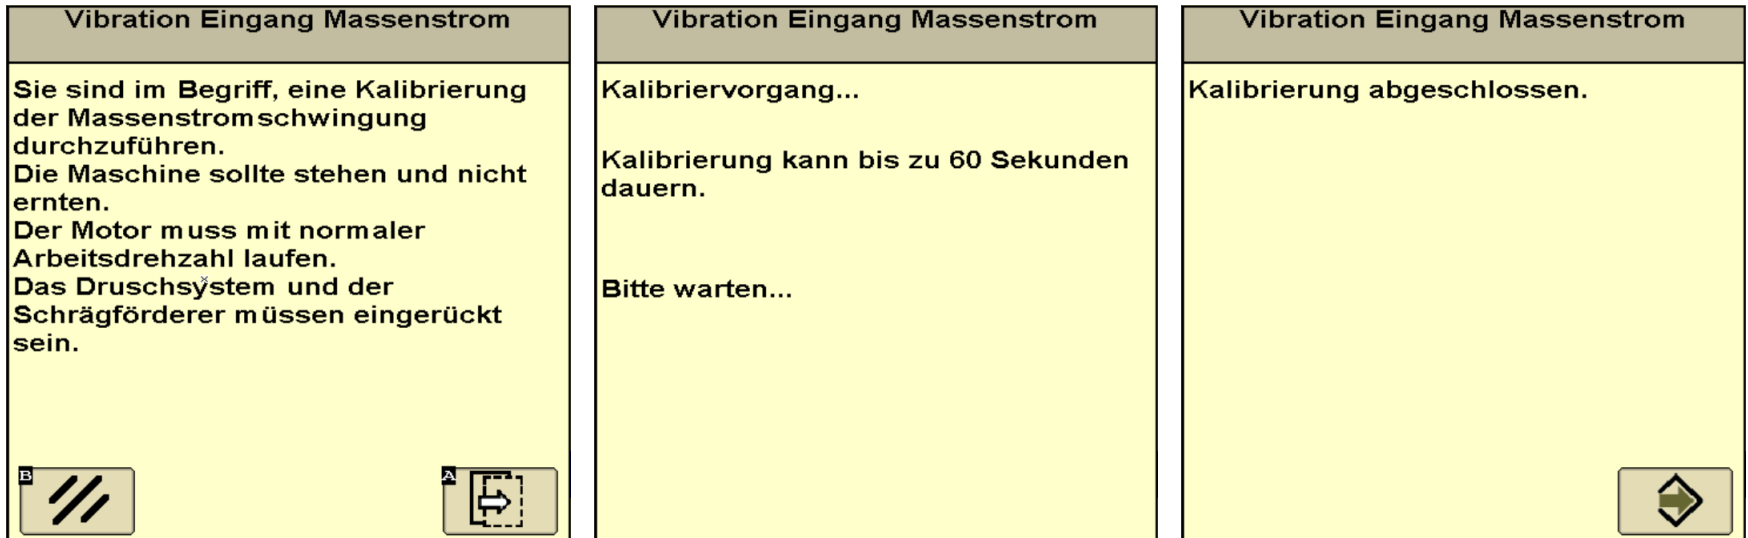 Vibration Eingang Massenstrom
Sie sind im Begriff, eine Kalibrierung
der Massenstromschwingung
durchzuführen.
Die Maschine sollte stehen und nicht
ernten.
Der Motor muss mit normaler
Arbeitsdrehzahl laufen.
Das Druschsystem und der
Schrägförderer müssen eingerückt
sein.
B
A
Vibration Eingang Massenstrom
Kalibriervorgang...
Kalibrierung kann bis zu 60 Sekunden
dauern.
Bitte warten...
Vibration Eingang Massenstrom
Kalibrierung abgeschlossen.